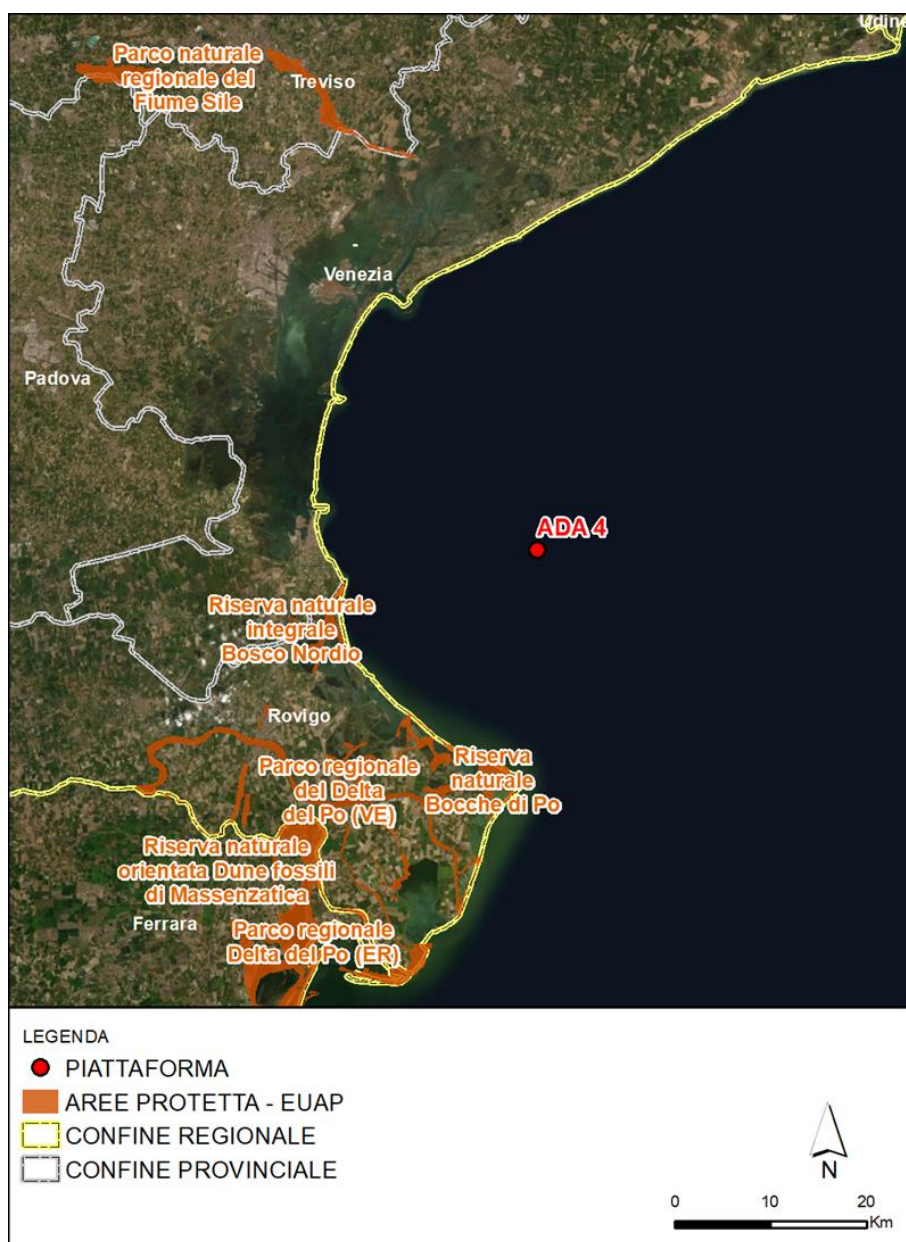 Udine
Parco naturale
regionale del
Fiume Sile
Treviso
-
Venezia
Padova
ADA 4
Riserva naturale
integrale
Bosco Nordio
Rovigo
Parco regionale
del Delta
del Po (VE)
Riserva
naturale
Bocche di Po
Riserva naturale
orientata Dune fossili
di Massenzatica
Ferrara
Parco regionale
Delta del Po (ER)
LEGENDA
PIATTAFORMA
AREE PROTETTA - EUAP
CONFINE REGIONALE
CONFINE PROVINCIALE
N
0 10 20
Km